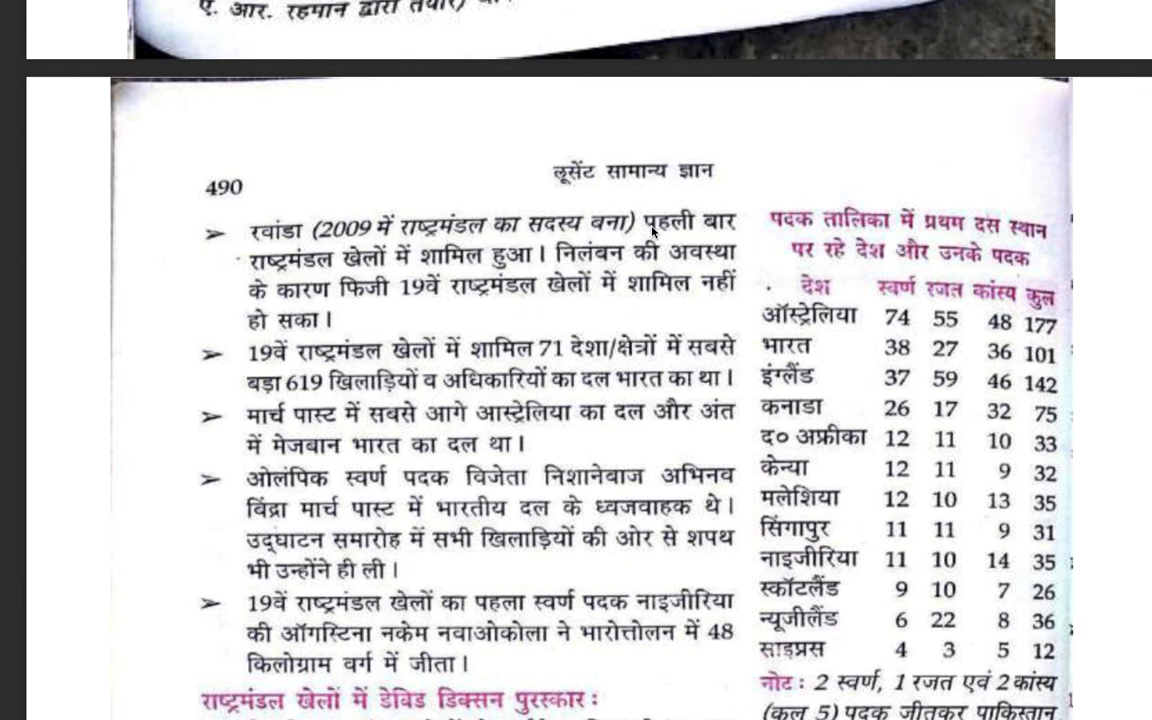 ए. आर. रहमान द्वारा तैयार)
490
लूसेंट सामान्य ज्ञान
➢ रवांडा (2009 में राष्ट्रमंडल का सदस्य बना) पहली बार
राष्ट्रमंडल खेलों में शामिल हुआ। निलंबन की अवस्था
के कारण फिजी 19वें राष्ट्रमंडल खेलों में शामिल नहीं
हो सका।
➢ 19वें राष्ट्रमंडल खेलों में शामिल 71 देशा/क्षेत्रों में सबसे
बड़ा 619 खिलाड़ियों व अधिकारियों का दल भारत का था।
➢ मार्च पास्ट में सबसे आगे आस्ट्रेलिया का दल और अंत
में मेजबान भारत का दल था।
➢ ओलंपिक स्वर्ण पदक विजेता निशानेबाज अभिनव
बिंद्रा मार्च पास्ट में भारतीय दल के ध्वजवाहक थे।
उद्घाटन समारोह में सभी खिलाड़ियों की ओर से शपथ
भी उन्होंने ही ली।
➢ 19वें राष्ट्रमंडल खेलों का पहला स्वर्ण पदक नाइजीरिया
की ऑगस्टिना नकेम नवाओकोला ने भारोत्तोलन में 48
किलोग्राम वर्ग में जीता।
राष्ट्रमंडल खेलों में डेविड डिक्सन पुरस्कार :
पदक तालिका में प्रथम दस स्थान
पर रहे देश और उनके पदक
देश स्वर्ण रजत कांस्य कुल
ऑस्ट्रेलिया 74 55 48 177
भारत 38 27 36 101
इंग्लैंड 37 59 46 142
कनाडा 26 17 32 75
द० अफ्रीका 12 11 10 33
केन्या 12 11 9 32
मलेशिया 12 10 13 35
सिंगापुर 11 11 9 31
नाइजीरिया 11 10 14 35
स्कॉटलैंड 9 10 7 26
न्यूजीलैंड 6 22 8 36
साइप्रस 4 3 5 12
नोट : 2 स्वर्ण, 1 रजत एवं 2 कांस्य
(कुल 5) पदक जीतकर पाकिस्तान